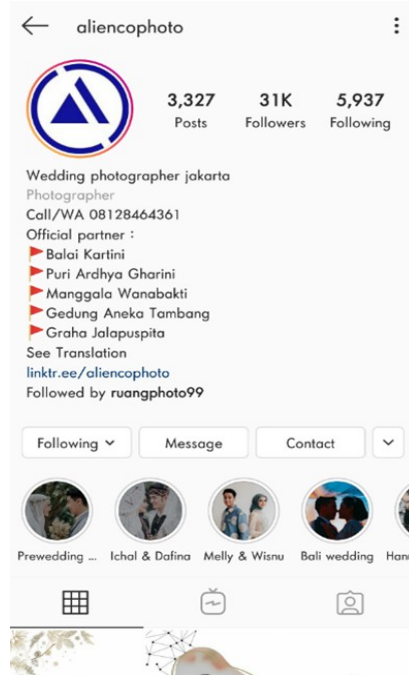 aliencophoto
3,327 31K 5,937
Posts Followers Following
Wedding photographer jakarta
Photographer
Call/WA 08128464361
Official partner :
Balai Kartini
Puri Ardhya Gharini
Manggala Wanabakti
Gedung Aneka Tambang
Graha Jalapuspita
See Translation
linktr.ee/aliencophoto
Followed by ruangphoto99
Following Message Contact
Prewedding ... Ichal & Dafina Melly & Wisnu Bali wedding